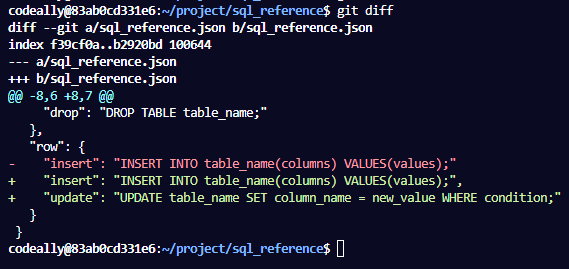 codeally@83ab0cd331e6:~/project/sql_reference$ git diff
diff --git a/sql_reference.json b/sql_reference.json
index f39cf0a..b2920bd 100644
--- a/sql_reference.json
+++ b/sql_reference.json
@@ -8,6 +8,7 @@
     "drop": "DROP TABLE table_name;"
   },
   "row": {
-    "insert": "INSERT INTO table_name(columns) VALUES(values);"
+    "insert": "INSERT INTO table_name(columns) VALUES(values);",
+    "update": "UPDATE table_name SET column_name = new_value WHERE condition;"
   }
 }
codeally@83ab0cd331e6:~/project/sql_reference$